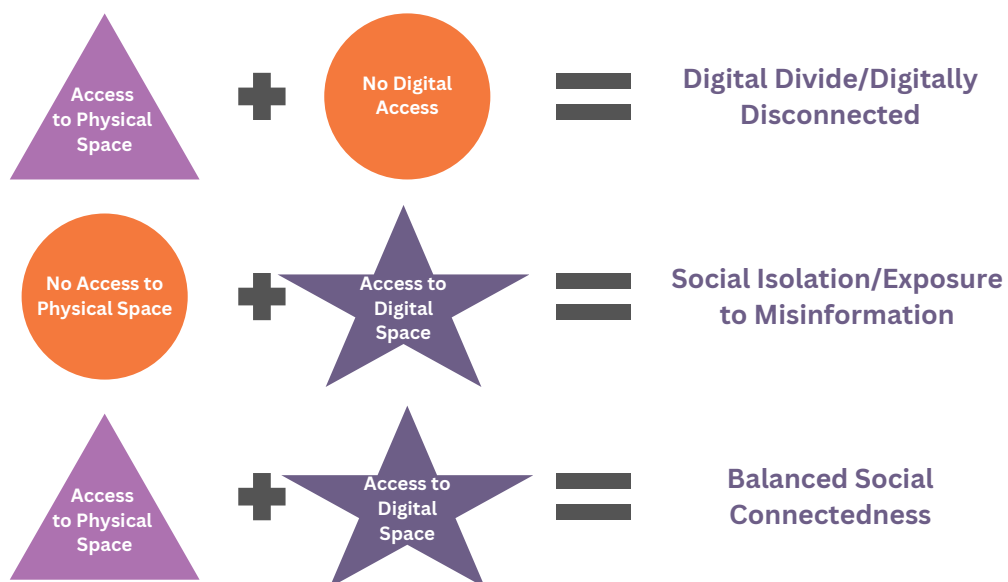 Access
to Physical
Space
No Digital
Access
Digital Divide/Digitally
Disconnected
No Access to
Physical Space
Access to
Digital
Space
Social Isolation/Exposure
to Misinformation
Access
to Physical
Space
Access to
Digital
Space
Balanced Social
Connectedness